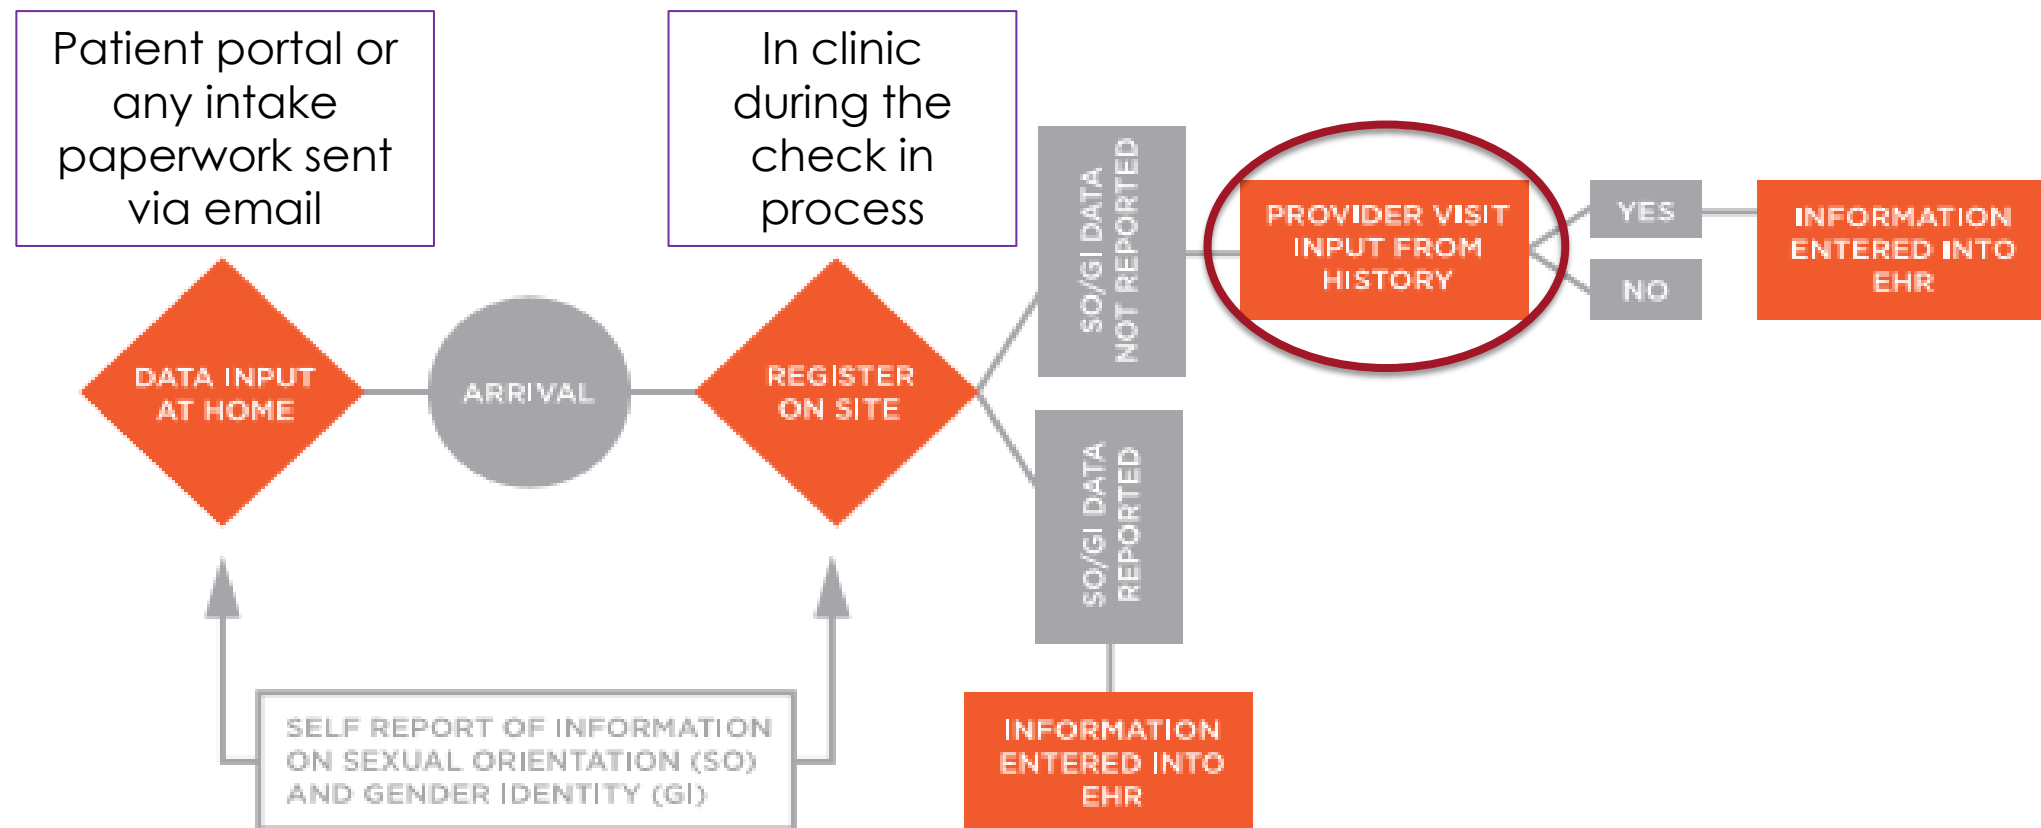 Patient portal or
any intake
paperwork sent
via email
In clinic
during the
check in
process
DATA INPUT
AT HOME
ARRIVAL
REGISTER
ON SITE
SO/GI DATA
NOT REPORTED
PROVIDER VISIT
INPUT FROM
HISTORY
YES
NO
INFORMATION
ENTERED INTO
EHR
SO/GI DATA
REPORTED
INFORMATION
ENTERED INTO
EHR
SELF REPORT OF INFORMATION
ON SEXUAL ORIENTATION (SO)
AND GENDER IDENTITY (GI)